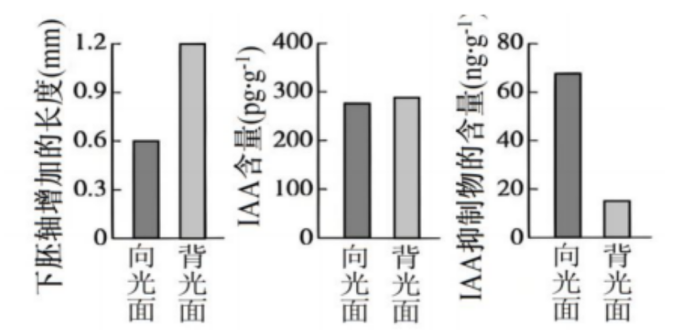 下胚轴增加的长度(mm)
1.2
0.9
0.6
0.3
0
向光面
背光面
IAA含量(pg·g⁻¹)
400
300
200
100
0
向光面
背光面
IAA抑制物的含量(ng·g⁻¹)
80
60
40
20
0
向光面
背光面